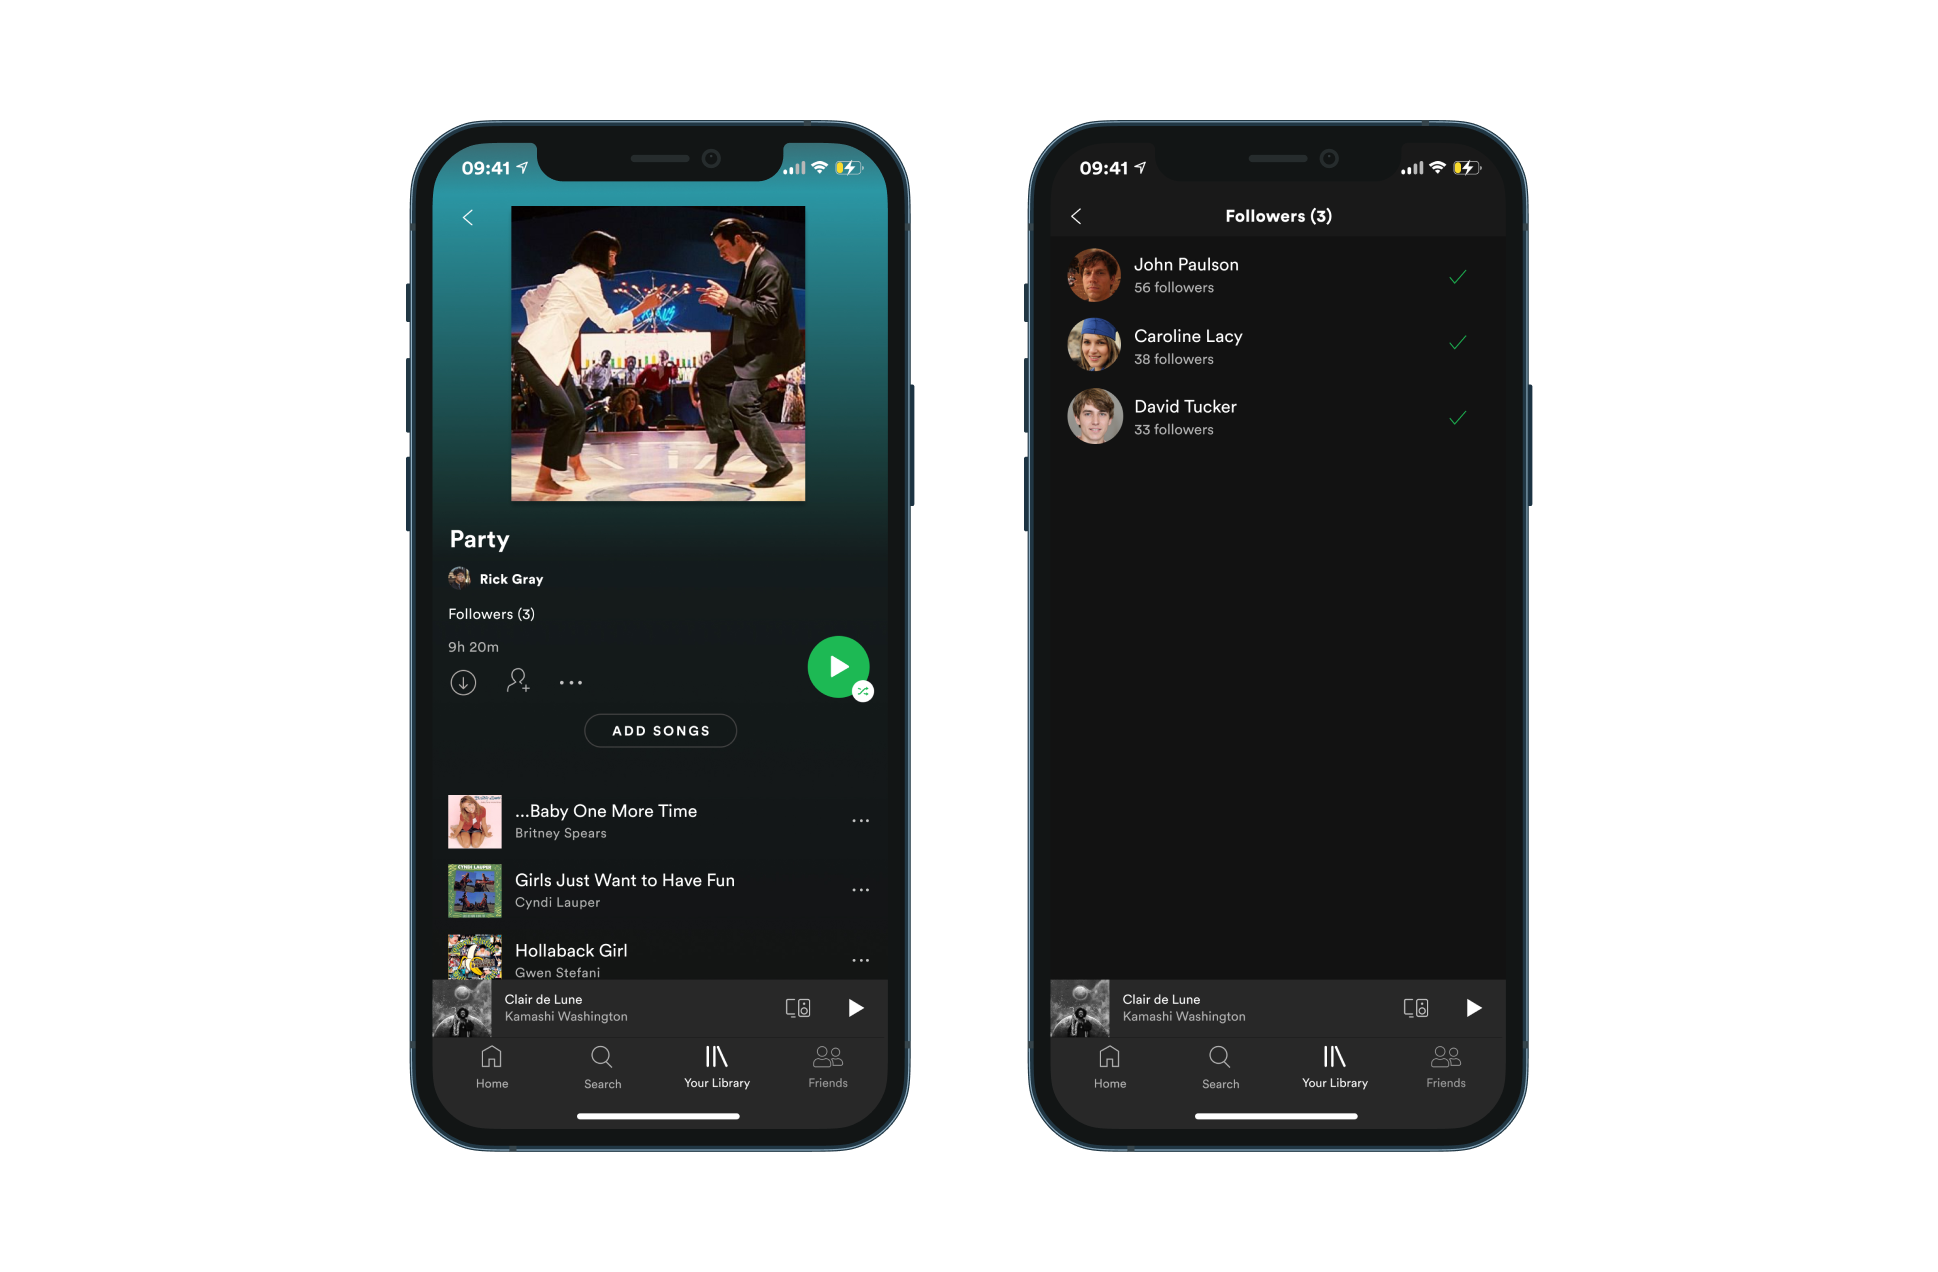 09:41
Party
Rick Gray
Followers (3)
9h 20m
ADD SONGS
...Baby One More Time
Britney Spears
CYNDI LAUPER
Girls Just Want to Have Fun
Cyndi Lauper
Hollaback Girl
Gwen Stefani
Clair de Lune
Kamashi Washington
Home
Search
Your Library
Friends
09:41
Followers (3)
John Paulson
56 followers
Caroline Lacy
38 followers
David Tucker
33 followers
Clair de Lune
Kamashi Washington
Home
Search
Your Library
Friends